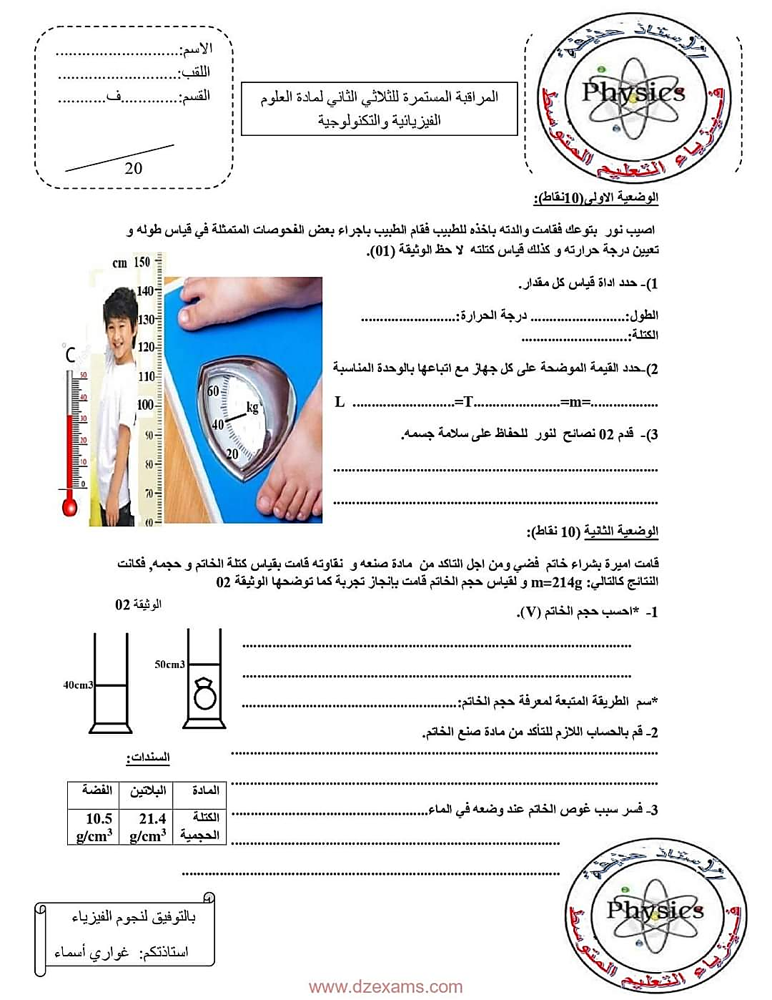 الاسم:............................
اللقب:...........................
القسم:.............ف...........
20
المراقبة المستمرة للثلاثي الثاني لمادة العلوم
الفيزيائية والتكنولوجية
الاستاذ حذيفة
Physics
فيزياء التعليم المتوسط
الوضعية الاولى(10نقاط):
اصيب نور بتوعك فقامت والدته باخذه للطبيب فقام الطبيب باجراء بعض الفحوصات المتمثلة في قياس طوله و
تعيين درجة حرارته و كذلك قياس كتلته لا حظ الوثيقة (01).
1)- حدد اداة قياس كل مقدار.
الطول:......................... درجة الحرارة:.........................
الكتلة:............................
2)-حدد القيمة الموضحة على كل جهاز مع اتباعها بالوحدة المناسبة
L ...........................=T.......................=m=..................
3)- قدم 02 نصائح لنور للحفاظ على سلامة جسمه.
......................................................................................
......................................................................................
cm 150
140
130
120
110
100
90
80
70
60
°C
50
40
30
20
10
0
60
kg
40
20
الوضعية الثانية (10 نقاط):
قامت اميرة بشراء خاتم فضي ومن اجل التاكد من مادة صنعه و نقاوته قامت بقياس كتلة الخاتم و حجمه, فكانت
النتائج كالتالي: m=214g و لقياس حجم الخاتم قامت بإنجاز تجربة كما توضحها الوثيقة 02
الوثيقة 02
1- *احسب حجم الخاتم (V).
.......................................................................................................
.......................................................................................................
50cm3
40cm3
*سم الطريقة المتبعة لمعرفة حجم الخاتم:.........................................................
2- قم بالحساب اللازم للتأكد من مادة صنع الخاتم.
.................................................................................................................
.................................................................................................................
السندات:
المادة البلاتين الفضة
الكتلة الحجمية 21.4 g/cm³ 10.5 g/cm³
3- فسر سبب غوص الخاتم عند وضعه في الماء....................................................
.......................................................................................
....................................................................................................
الاستاذ حذيفة
Physics
فيزياء التعليم المتوسط
بالتوفيق لنجوم الفيزياء
استاذتكم: غواري أسماء
www.dzexams.com